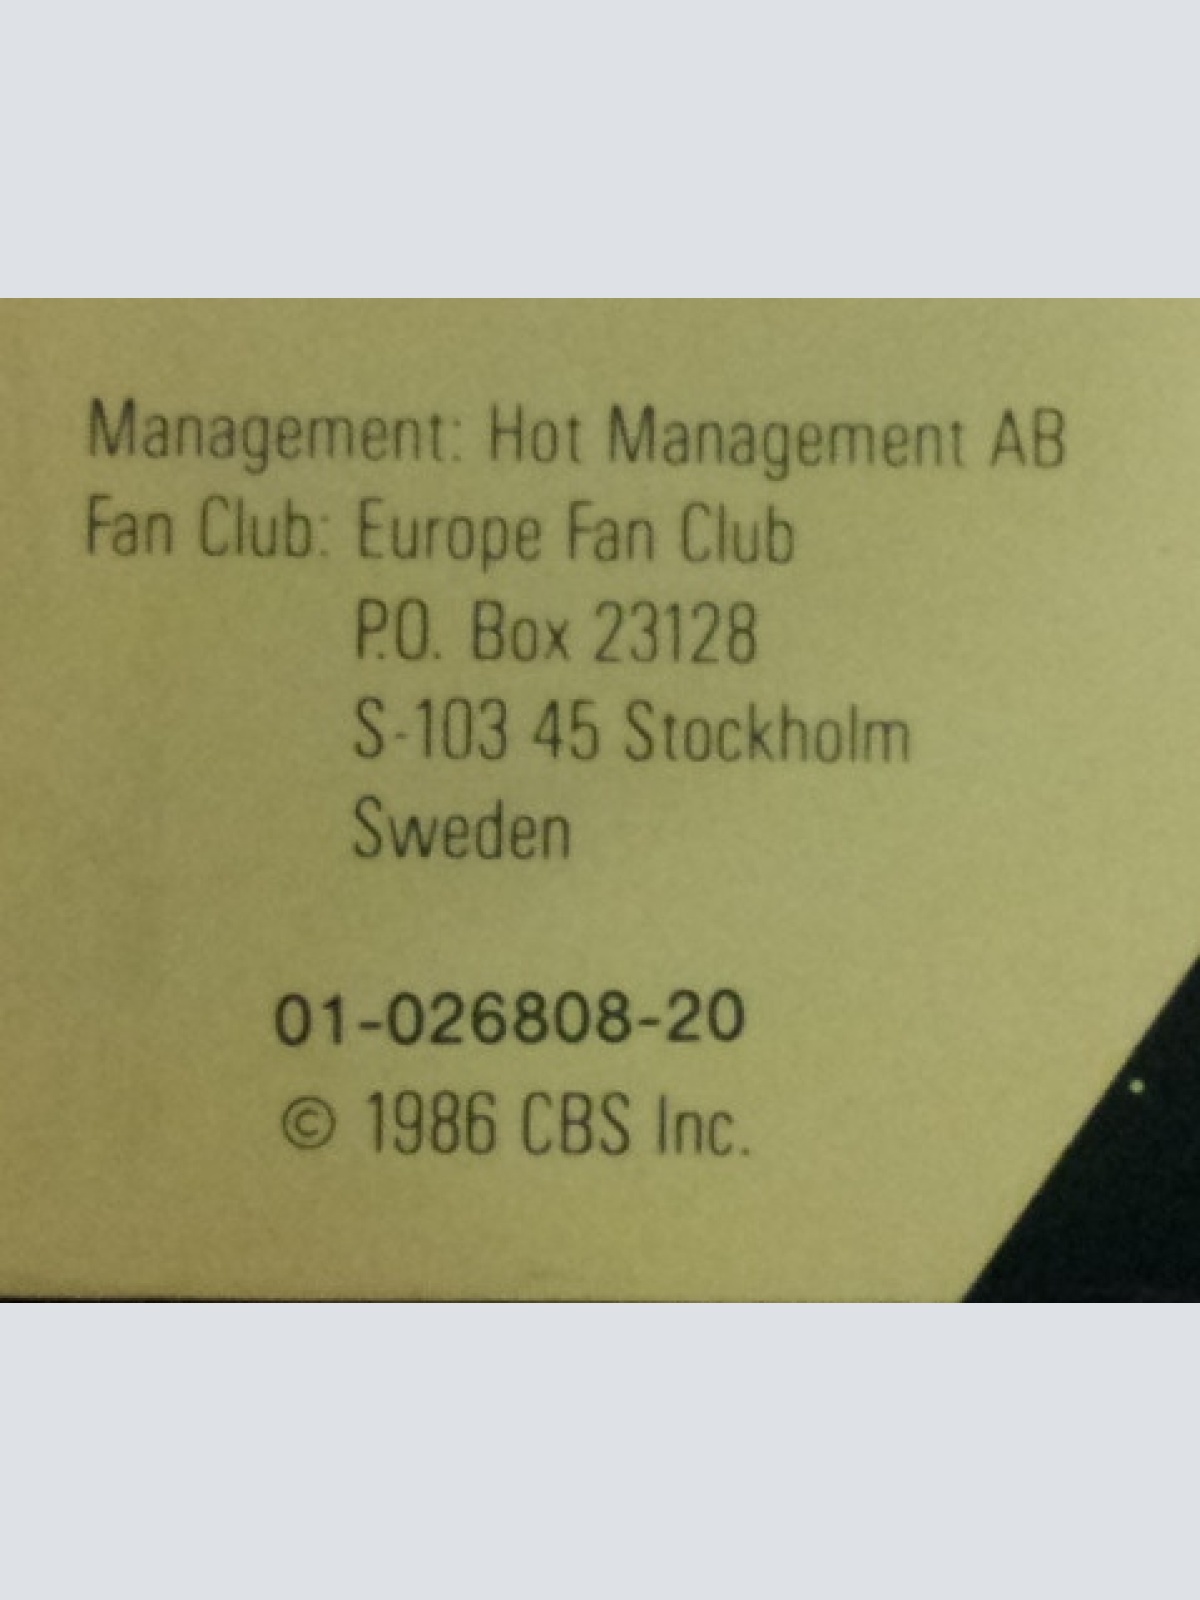 Management: Hot Management AB
Fan Club: Europe Fan Club
P.O. Box 23128
S-103 45 Stockholm
Sweden
01-026808-20
© 1986 CBS Inc.